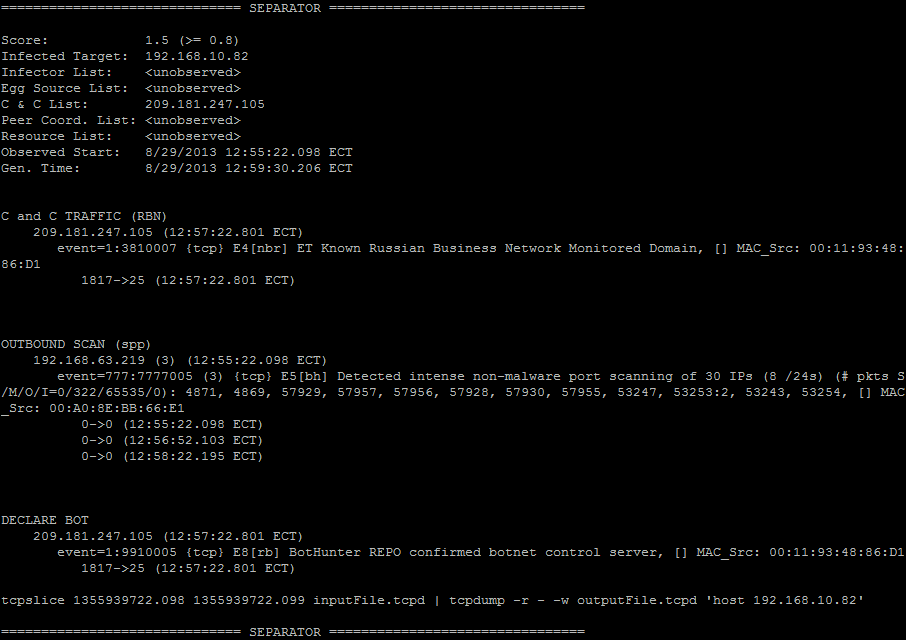 ============================== SEPARATOR ================================
Score:            1.5 (>= 0.8)
Infected Target:  192.168.10.82
Infector List:    <unobserved>
Egg Source List:  <unobserved>
C & C List:       209.181.247.105
Peer Coord. List: <unobserved>
Resource List:    <unobserved>
Observed Start:   8/29/2013 12:55:22.098 ECT
Gen. Time:        8/29/2013 12:59:30.206 ECT
C and C TRAFFIC (RBN)
    209.181.247.105 (12:57:22.801 ECT)
       event=1:3810007 {tcp} E4[nbr] ET Known Russian Business Network Monitored Domain, [] MAC_Src: 00:11:93:48:
86:D1
          1817->25 (12:57:22.801 ECT)
OUTBOUND SCAN (spp)
    192.168.63.219 (3) (12:55:22.098 ECT)
       event=777:7777005 (3) {tcp} E5[bh] Detected intense non-malware port scanning of 30 IPs (8 /24s) (# pkts S
/M/O/I=0/322/65535/0): 4871, 4869, 57929, 57957, 57956, 57928, 57930, 57955, 53247, 53253:2, 53243, 53254, [] MAC
_Src: 00:A0:8E:BB:66:E1
          0->0 (12:55:22.098 ECT)
          0->0 (12:56:52.103 ECT)
          0->0 (12:58:22.195 ECT)
DECLARE BOT
    209.181.247.105 (12:57:22.801 ECT)
       event=1:9910005 {tcp} E8[rb] BotHunter REPO confirmed botnet control server, [] MAC_Src: 00:11:93:48:86:D1
          1817->25 (12:57:22.801 ECT)
tcpslice 1355939722.098 1355939722.099 inputFile.tcpd | tcpdump -r - -w outputFile.tcpd 'host 192.168.10.82'
============================== SEPARATOR ================================